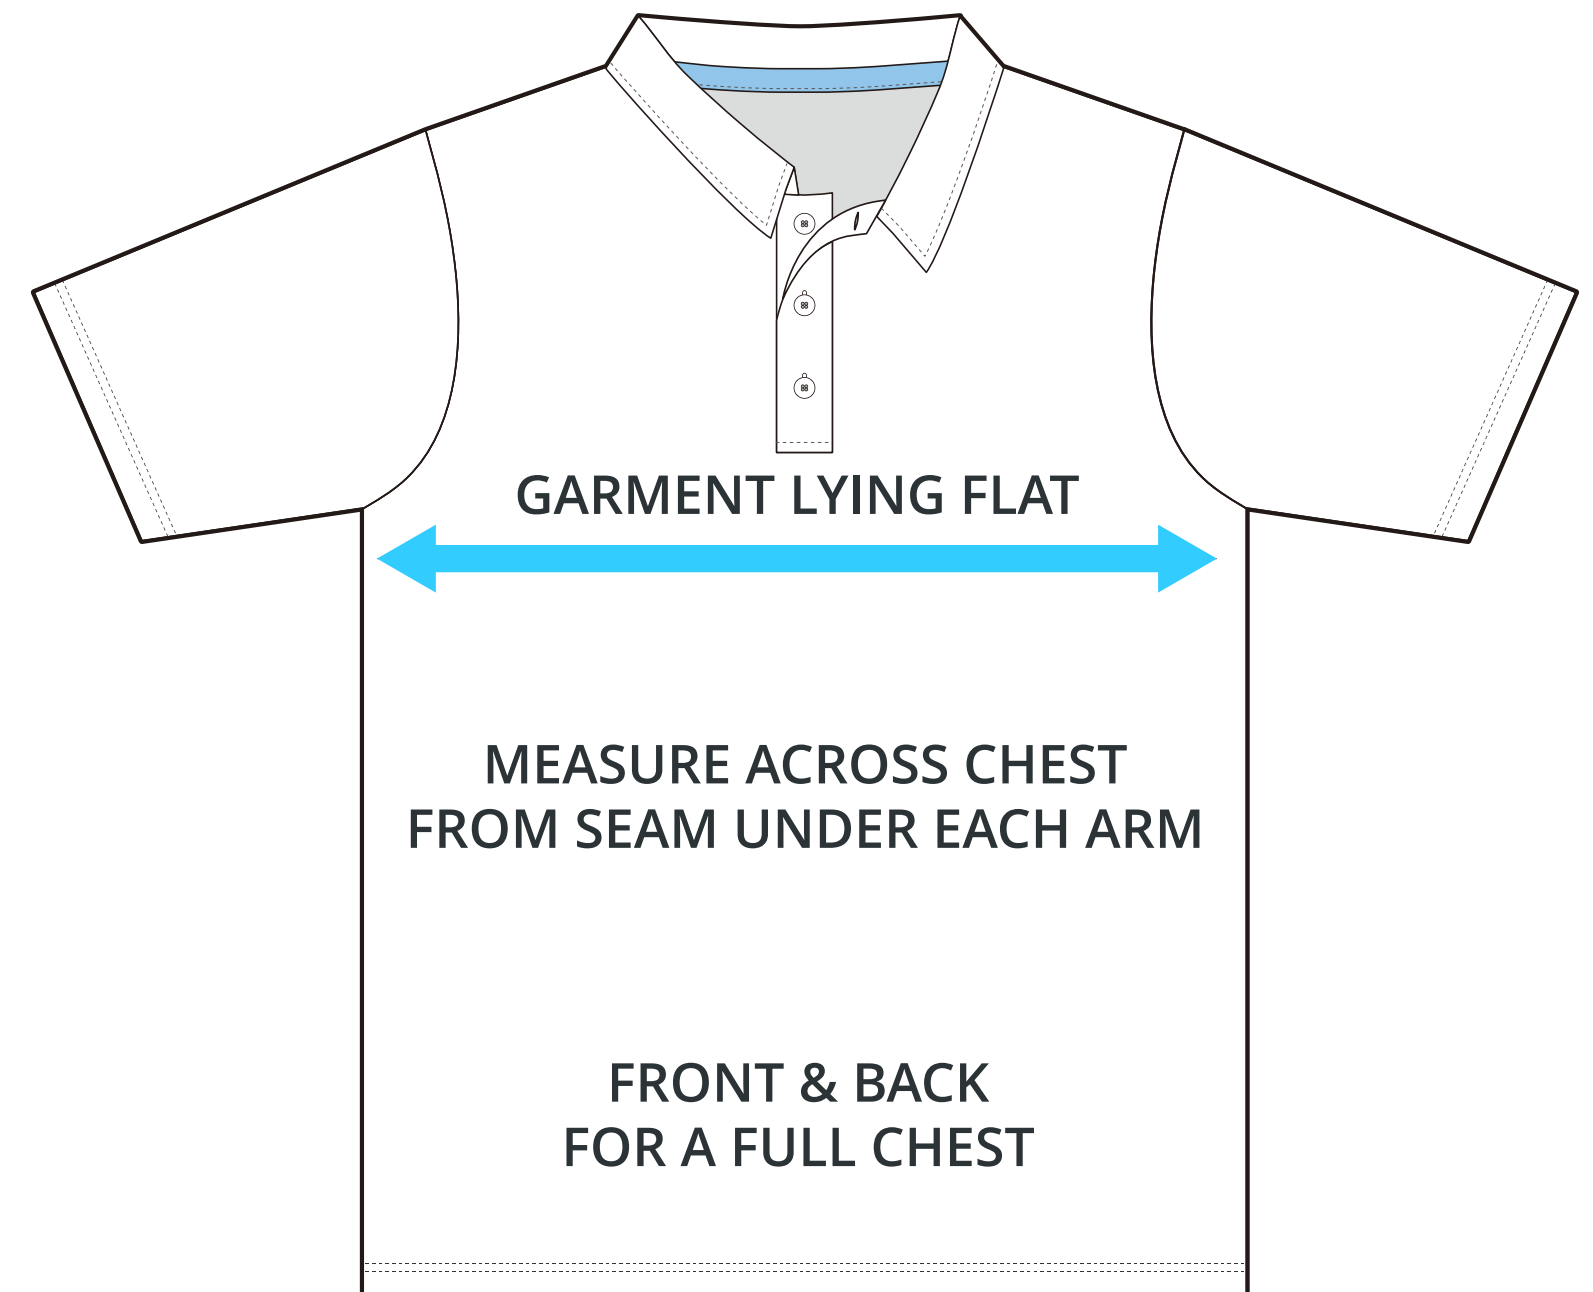 GARMENT LYING FLAT
MEASURE ACROSS CHEST
FROM SEAM UNDER EACH ARM
FRONT & BACK
FOR A FULL CHEST